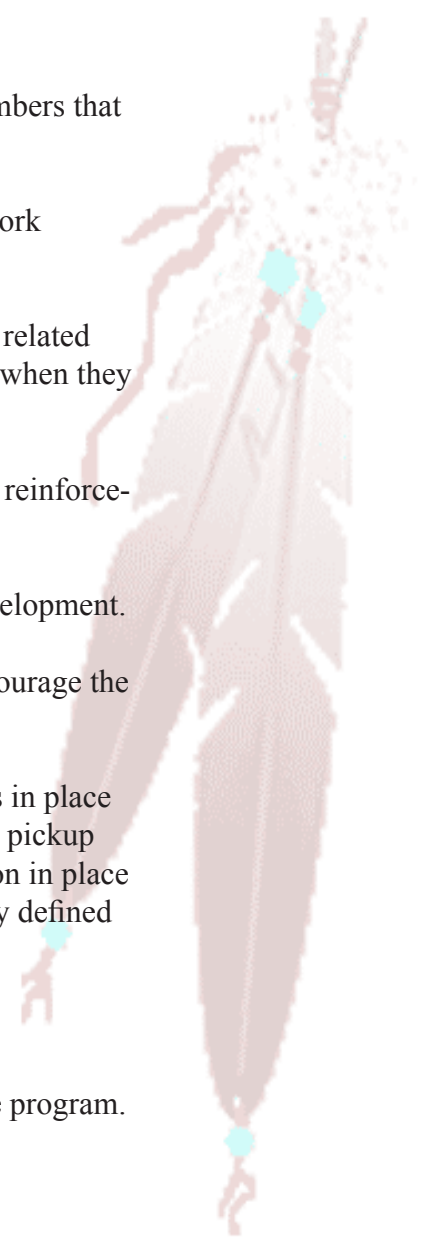 mbers that
ork
related
when they
reinforce-
elopment.
ourage the
s in place
pickup
on in place
y defined
e program.